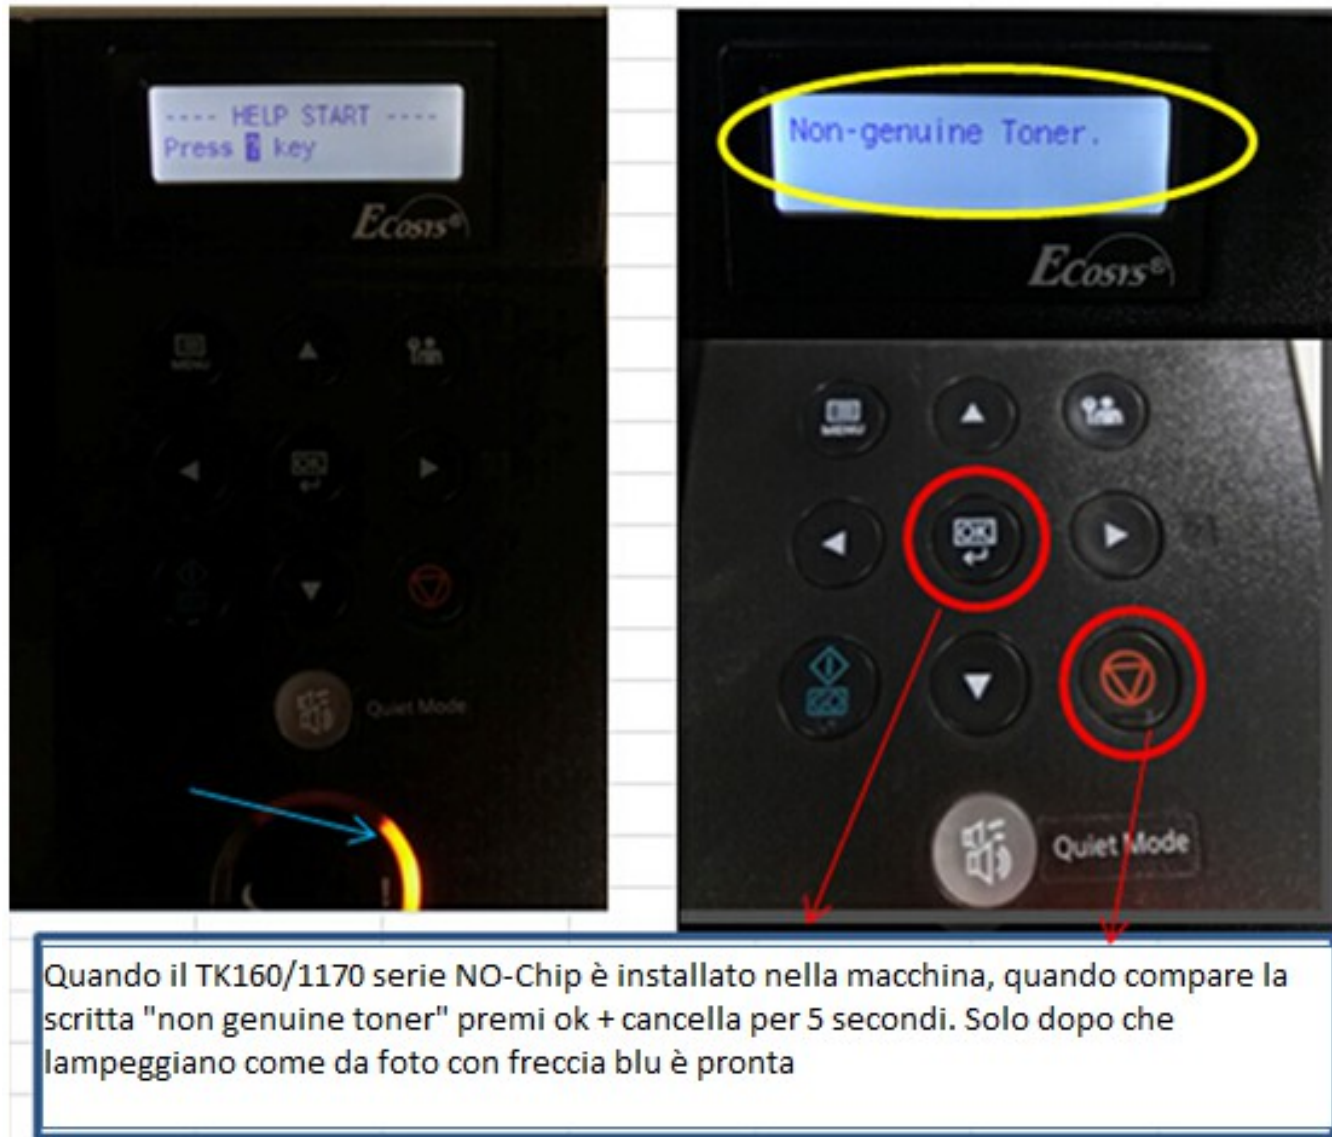 ---- HELP START ----
Press ? key
ECOSYS®
MENU
OK
Quiet Mode
Non-genuine Toner.
ECOSYS®
MENU
OK
GO
Quiet Mode
Quando il TK160/1170 serie NO-Chip è installato nella macchina, quando compare la
scritta "non genuine toner" premi ok + cancella per 5 secondi. Solo dopo che
lampeggiano come da foto con freccia blu è pronta